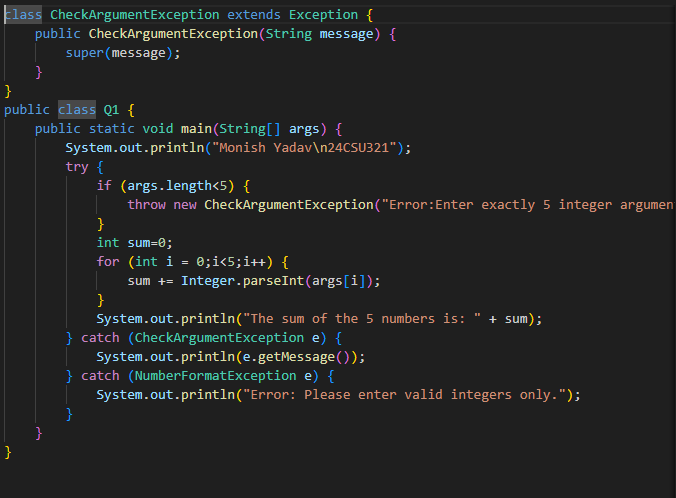 class CheckArgumentException extends Exception {
    public CheckArgumentException(String message) {
        super(message);
    }
}
public class Q1 {
    public static void main(String[] args) {
        System.out.println("Monish Yadav\n24CSU321");
        try {
            if (args.length<5) {
                throw new CheckArgumentException("Error:Enter exactly 5 integer argumen
            }
            int sum=0;
            for (int i = 0;i<5;i++) {
                sum += Integer.parseInt(args[i]);
            }
            System.out.println("The sum of the 5 numbers is: " + sum);
        } catch (CheckArgumentException e) {
            System.out.println(e.getMessage());
        } catch (NumberFormatException e) {
            System.out.println("Error: Please enter valid integers only.");
        }
    }
}